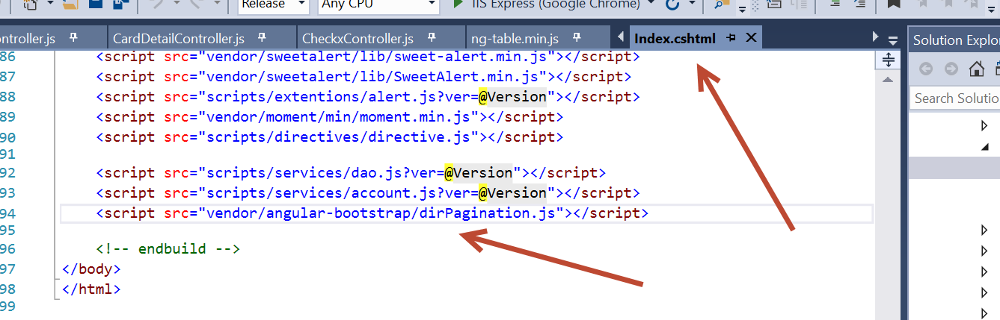 Release Any CPU IIS Express (Google Chrome)
ontroller.js CardDetailController.js CheckxController.js ng-table.min.js Index.cshtml
Solution Explo
Search Solutio
86 <script src="vendor/sweetalert/lib/sweet-alert.min.js"></script>
87 <script src="vendor/sweetalert/lib/SweetAlert.min.js"></script>
88 <script src="scripts/extentions/alert.js?ver=@Version"></script>
89 <script src="vendor/moment/min/moment.min.js"></script>
90 <script src="scripts/directives/directive.js"></script>
91
92 <script src="scripts/services/dao.js?ver=@Version"></script>
93 <script src="scripts/services/account.js?ver=@Version"></script>
94 <script src="vendor/angular-bootstrap/dirPagination.js"></script>
95
96 <!-- endbuild -->
97 </body>
98 </html>
99